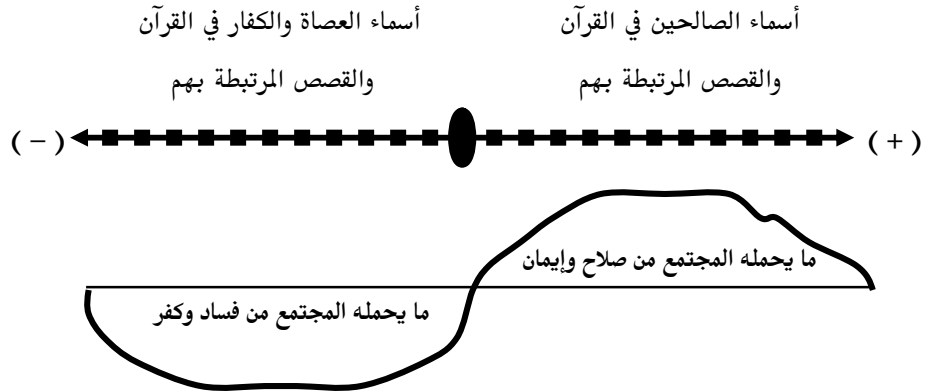 أسماء الصالحين في القرآن
والقصص المرتبطة بهم
أسماء العصاة والكفار في القرآن
والقصص المرتبطة بهم
( + )
( − )
ما يحمله المجتمع من صلاح وإيمان
ما يحمله المجتمع من فساد وكفر